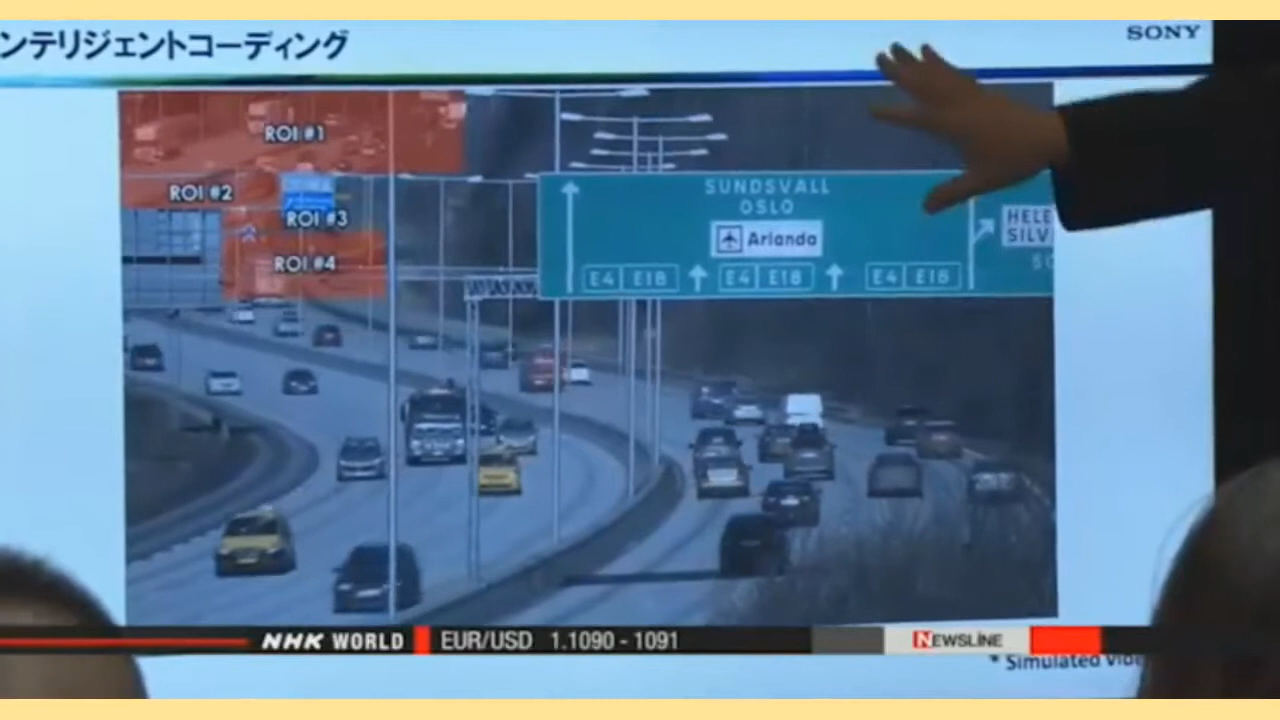 ンテリジェントコーディング
SONY
ROI #1
ROI #2
ROI #3
ROI #4
SUNDSVALL
OSLO
Arlanda
HELE
SILV
E4 E18
E4 E18
E4 E18
NHK WORLD
EUR/USD 1.1090 - 1091
NEWSLINE
* Simulated